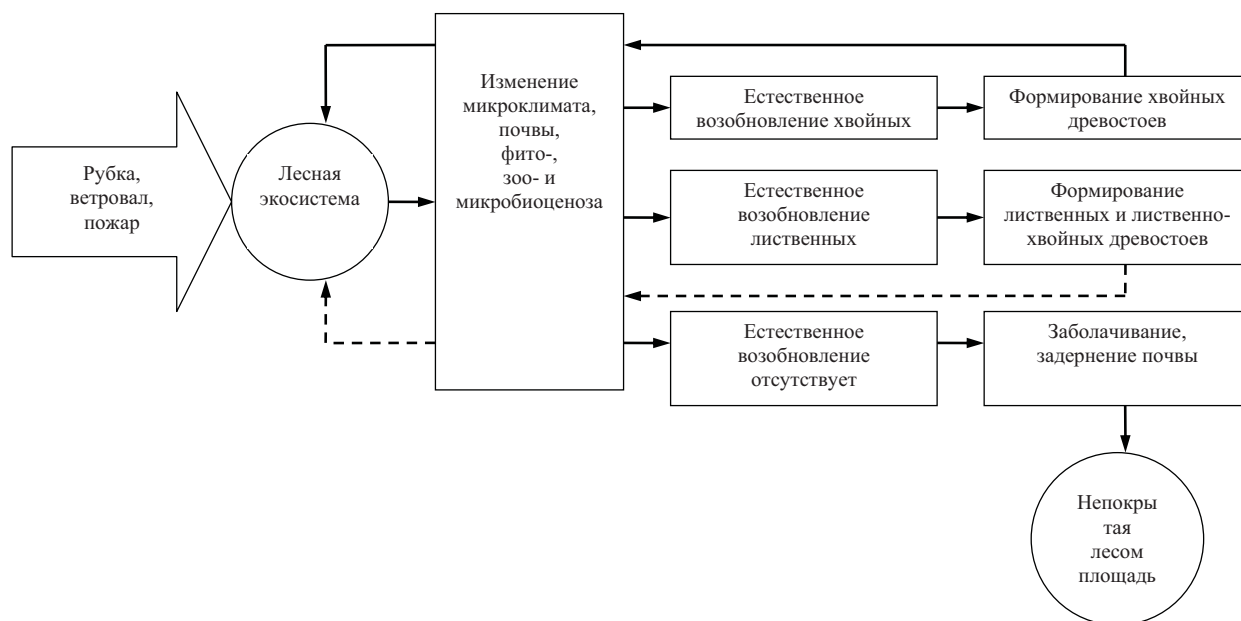 Рубка,
ветровал,
пожар
Лесная
экосистема
Изменение
микроклимата,
почвы,
фито-,
зоо- и
микробиоценоза
Естественное
возобновление хвойных
Формирование хвойных
древостоев
Естественное
возобновление
лиственных
Формирование
лиственных и лиственно-
хвойных древостоев
Естественное
возобновление
отсутствует
Заболачивание,
задернение почвы
Непокры
тая
лесом
площадь